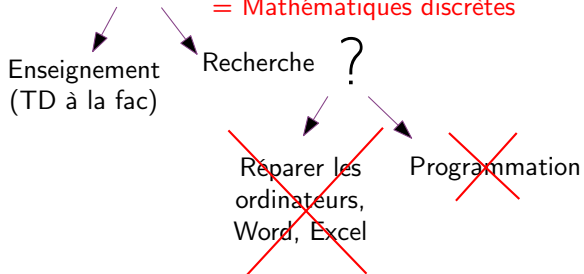 = Mathématiques discrètes
Enseignement
(TD à la fac)
Recherche
?
Réparer les
ordinateurs,
Word, Excel
Programmation